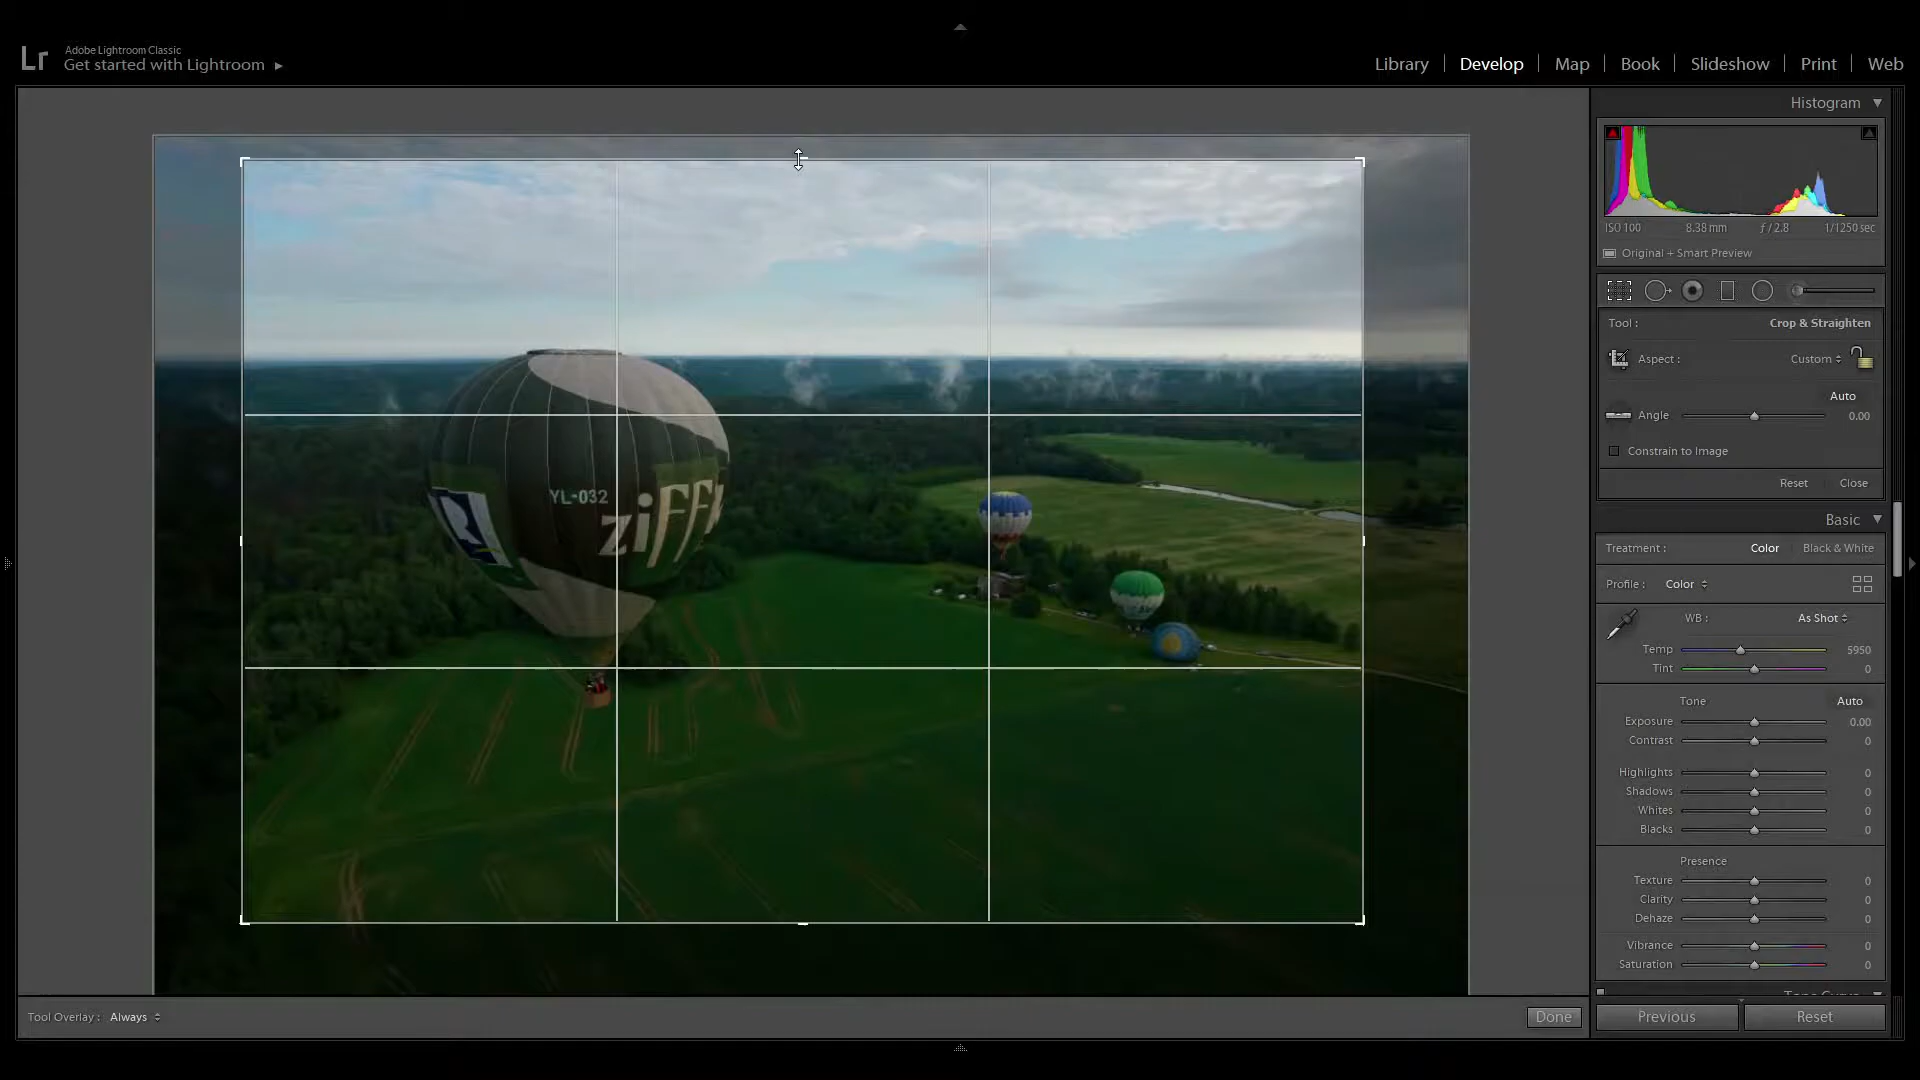 Lr
Adobe Lightroom Classic
Get started with Lightroom ▶
Library | Develop | Map | Book | Slideshow | Print | Web
Histogram
ISO 100 8.38 mm ƒ / 2.8 1/1250 sec
Original + Smart Preview
Tool : Crop & Straighten
Aspect : Custom
Auto
Angle 0.00
Constrain to Image
Reset Close
Basic
Treatment : Color Black & White
Profile : Color
WB : As Shot
Temp 5950
Tint 0
Tone Auto
Exposure 0.00
Contrast 0
Highlights 0
Shadows 0
Whites 0
Blacks 0
Presence
Texture 0
Clarity 0
Dehaze 0
Vibrance 0
Saturation 0
YL-032
Tool Overlay : Always
Done
Previous Reset